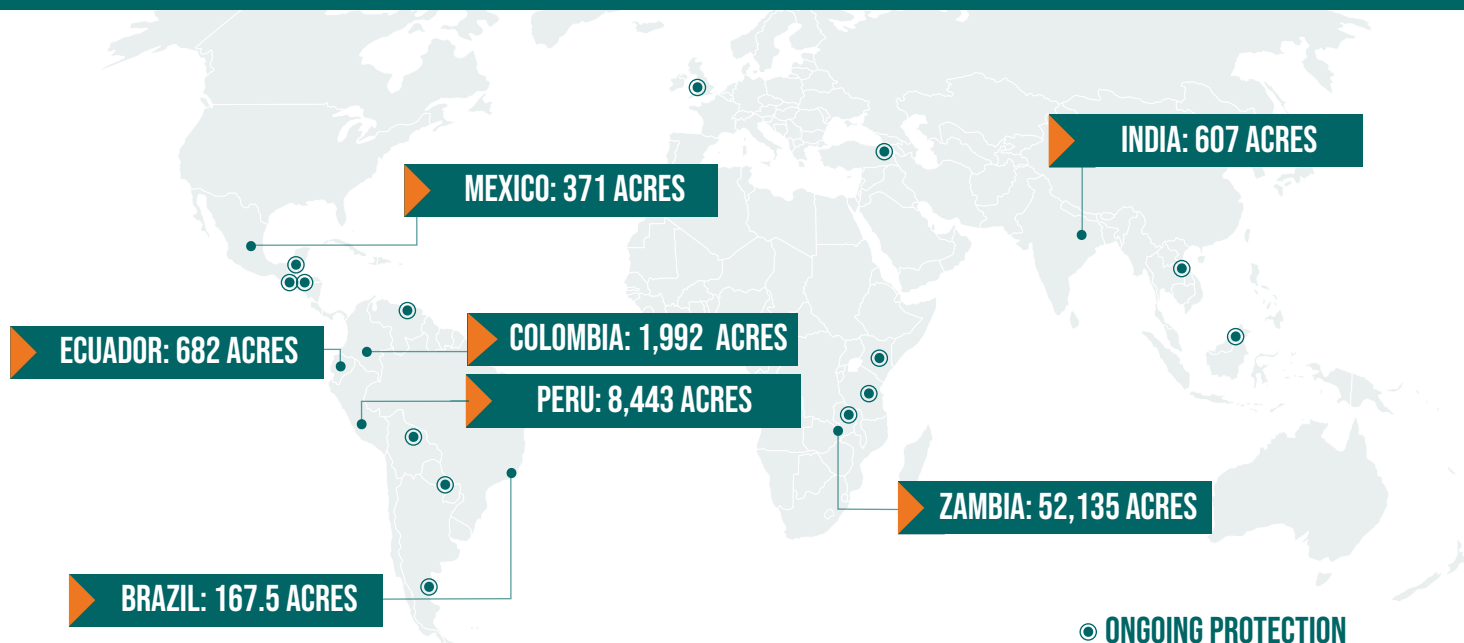 INDIA: 607 ACRES
MEXICO: 371 ACRES
COLOMBIA: 1,992 ACRES
ECUADOR: 682 ACRES
PERU: 8,443 ACRES
ZAMBIA: 52,135 ACRES
BRAZIL: 167.5 ACRES
ONGOING PROTECTION